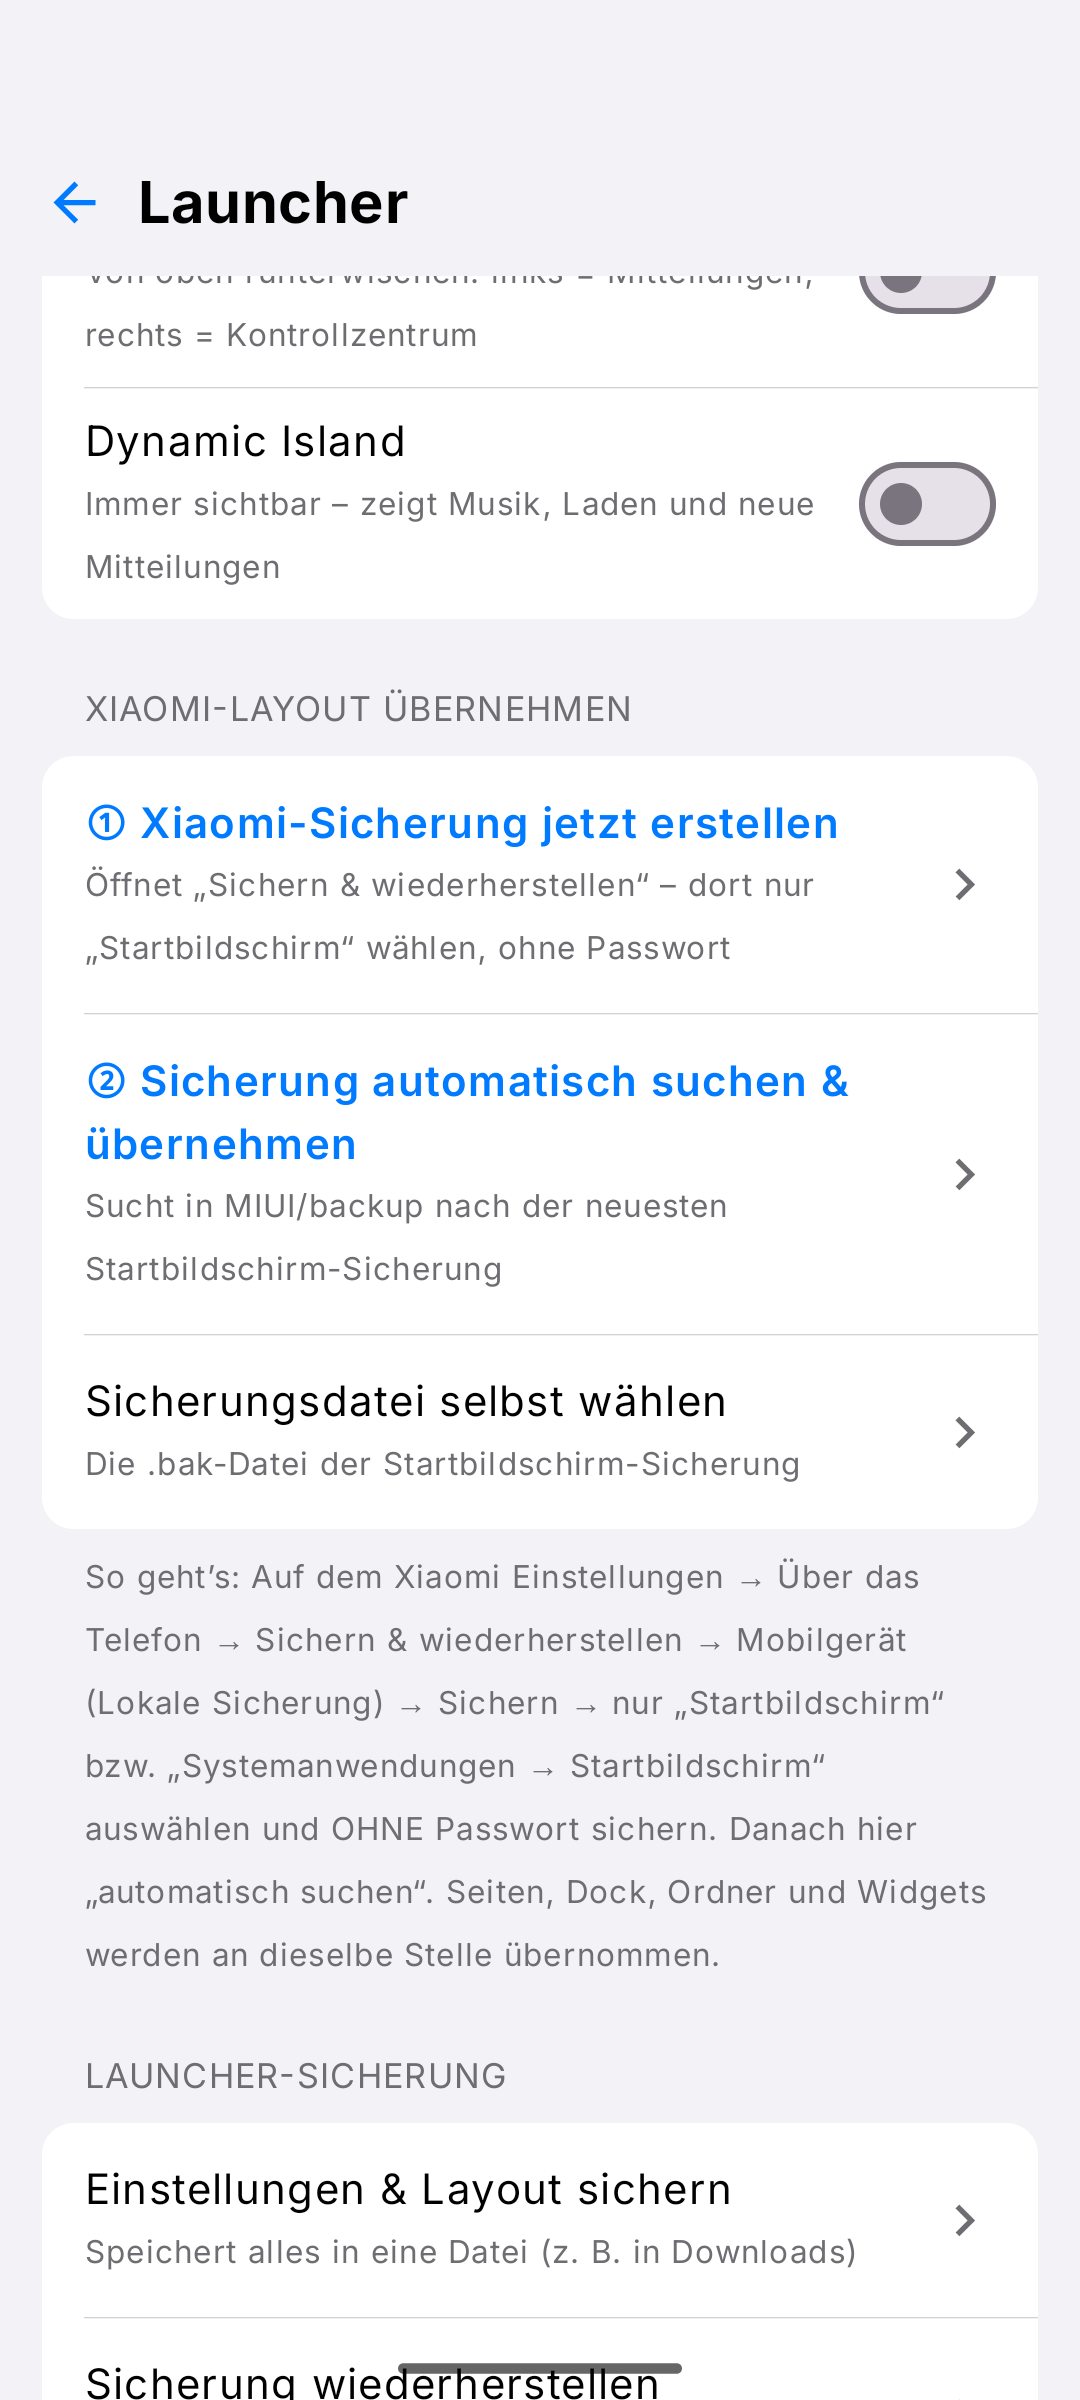 Launcher
Von oben runterwischen: links = Mitteilungen,
rechts = Kontrollzentrum
Dynamic Island
Immer sichtbar – zeigt Musik, Laden und neue
Mitteilungen
XIAOMI-LAYOUT ÜBERNEHMEN
① Xiaomi-Sicherung jetzt erstellen
Öffnet „Sichern & wiederherstellen“ – dort nur
„Startbildschirm“ wählen, ohne Passwort
② Sicherung automatisch suchen &
übernehmen
Sucht in MIUI/backup nach der neuesten
Startbildschirm-Sicherung
Sicherungsdatei selbst wählen
Die .bak-Datei der Startbildschirm-Sicherung
So geht’s: Auf dem Xiaomi Einstellungen → Über das
Telefon → Sichern & wiederherstellen → Mobilgerät
(Lokale Sicherung) → Sichern → nur „Startbildschirm“
bzw. „Systemanwendungen → Startbildschirm“
auswählen und OHNE Passwort sichern. Danach hier
„automatisch suchen“. Seiten, Dock, Ordner und Widgets
werden an dieselbe Stelle übernommen.
LAUNCHER-SICHERUNG
Einstellungen & Layout sichern
Speichert alles in eine Datei (z. B. in Downloads)
Sicherung wiederherstellen